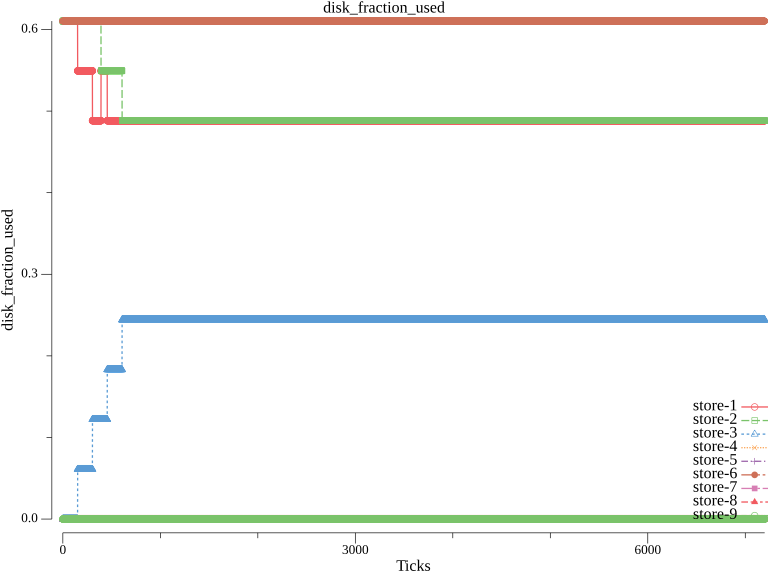 disk_fraction_used
0.6
0.3
0.0
disk_fraction_used
store-1
store-2
store-3
store-4
store-5
store-6
store-7
store-8
store-9
0
3000
6000
Ticks